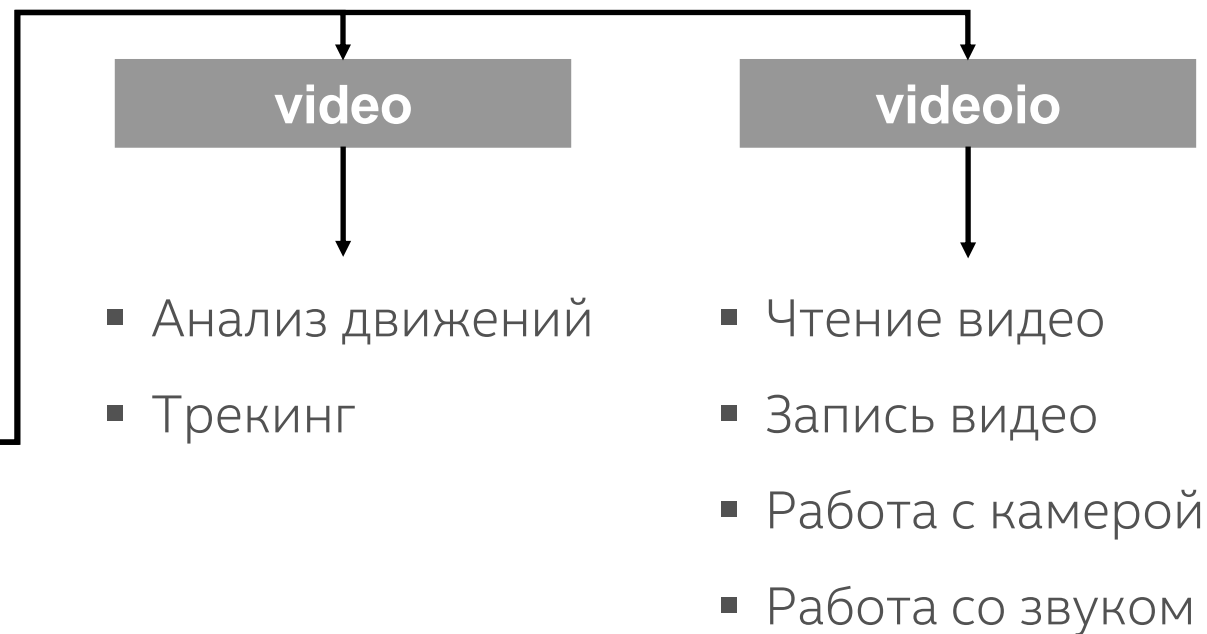 video
▪ Анализ движений
▪ Трекинг
videoio
▪ Чтение видео
▪ Запись видео
▪ Работа с камерой
▪ Работа со звуком